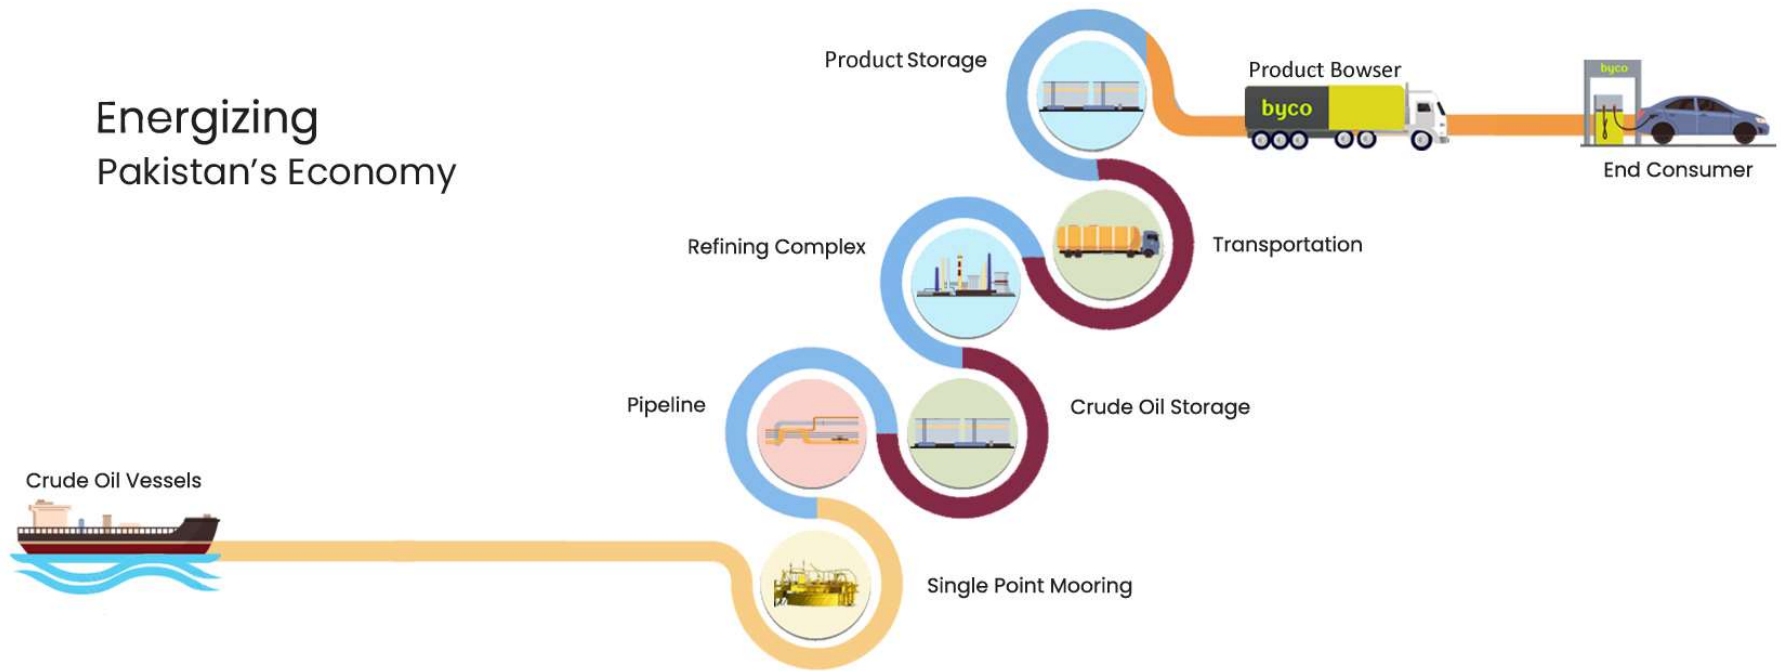 Energizing
Pakistan's Economy
Product Storage
Product Bowser
byco
byco
End Consumer
Refining Complex
Transportation
Pipeline
Crude Oil Storage
Crude Oil Vessels
Single Point Mooring